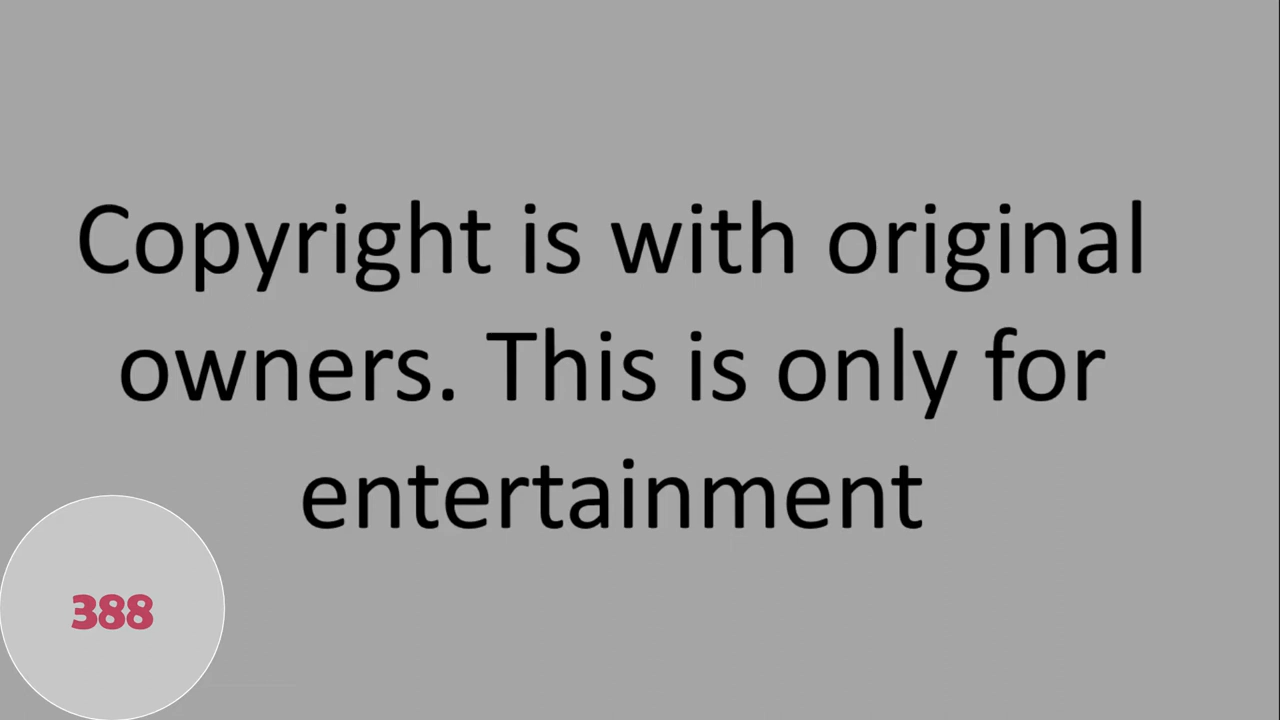 Copyright is with original
owners. This is only for
entertainment
388